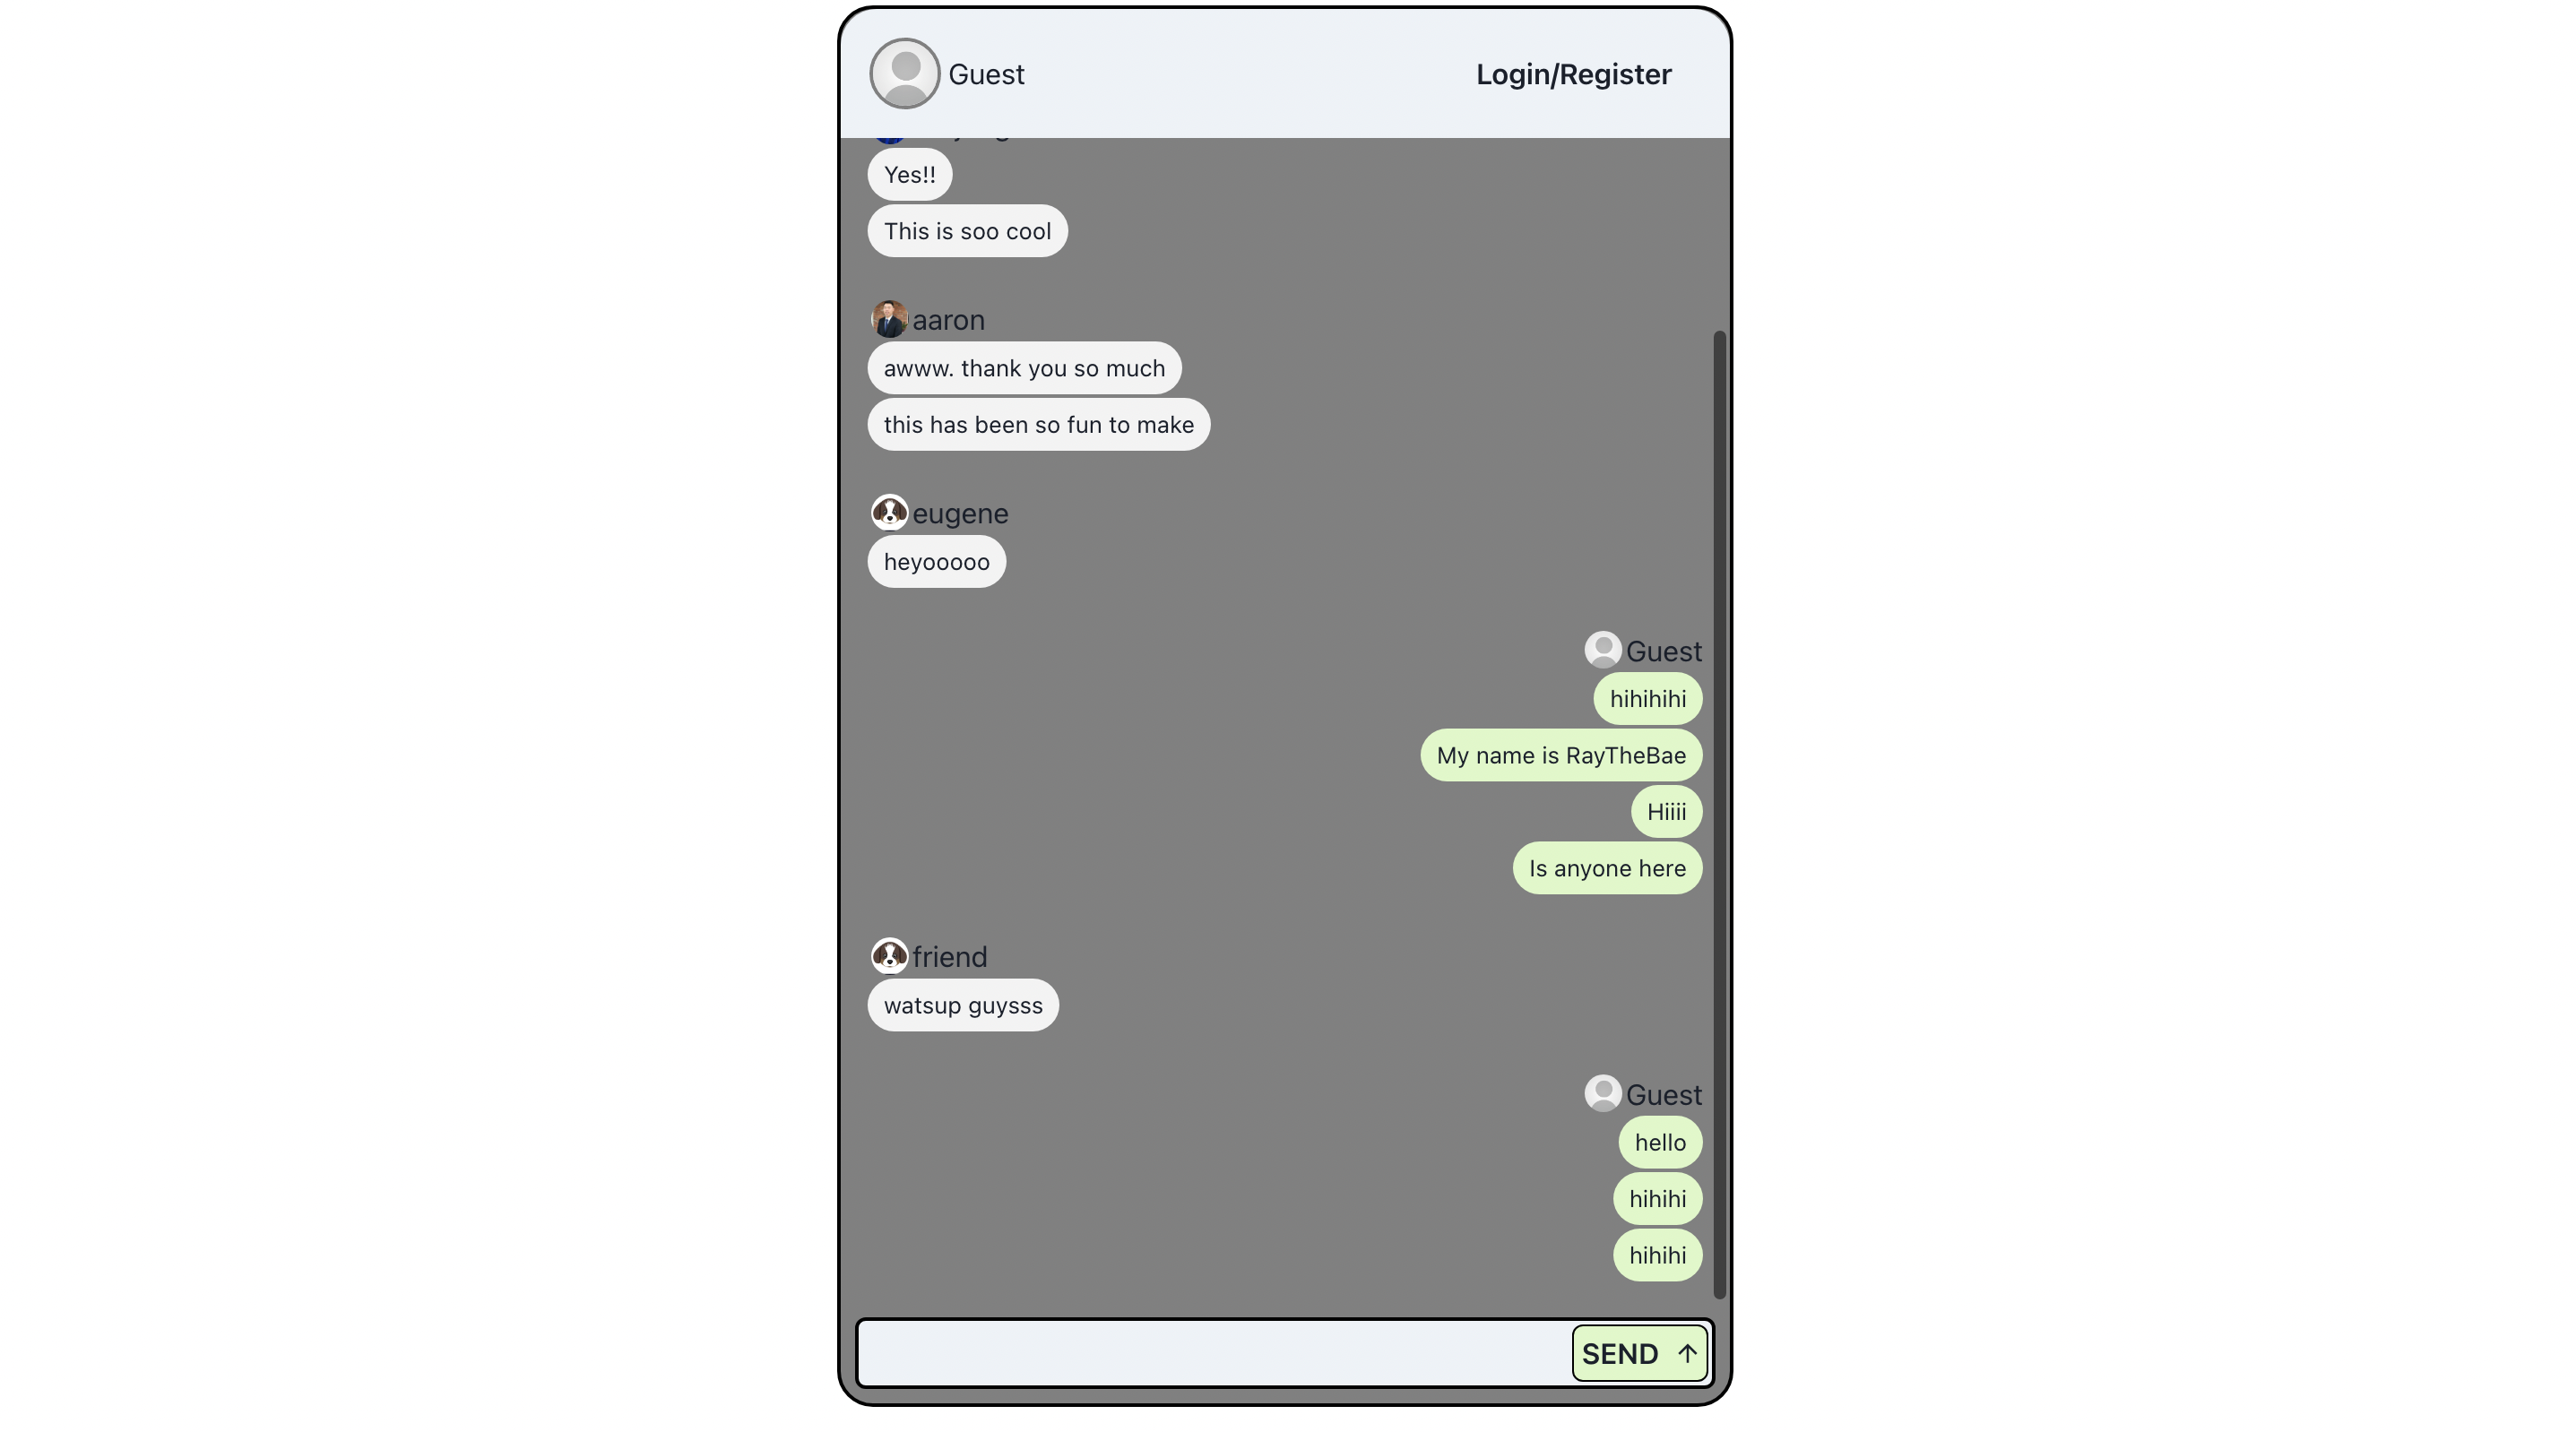 Guest
Login/Register
Yes!!
This is soo cool
aaron
awww. thank you so much
this has been so fun to make
eugene
heyooooo
Guest
hihihihi
My name is RayTheBae
Hiiii
Is anyone here
friend
watsup guysss
Guest
hello
hihihi
hihihi
SEND ↑